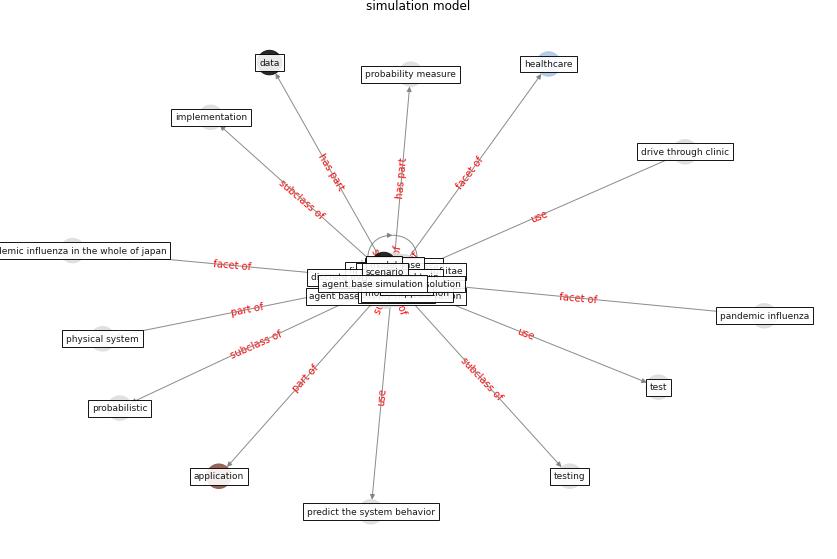 simulation model
data
healthcare
probability measure
implementation
drive through clinic
has part
has part
facet of
subclass of
use
lemic influenza in the whole of japan
facet of
scenario
agent base simulation
solution
agent base
facet of
part of
pandemic influenza
physical system
use
subclass of
subclass of
part of
test
use
probabilistic
application
testing
predict the system behavior